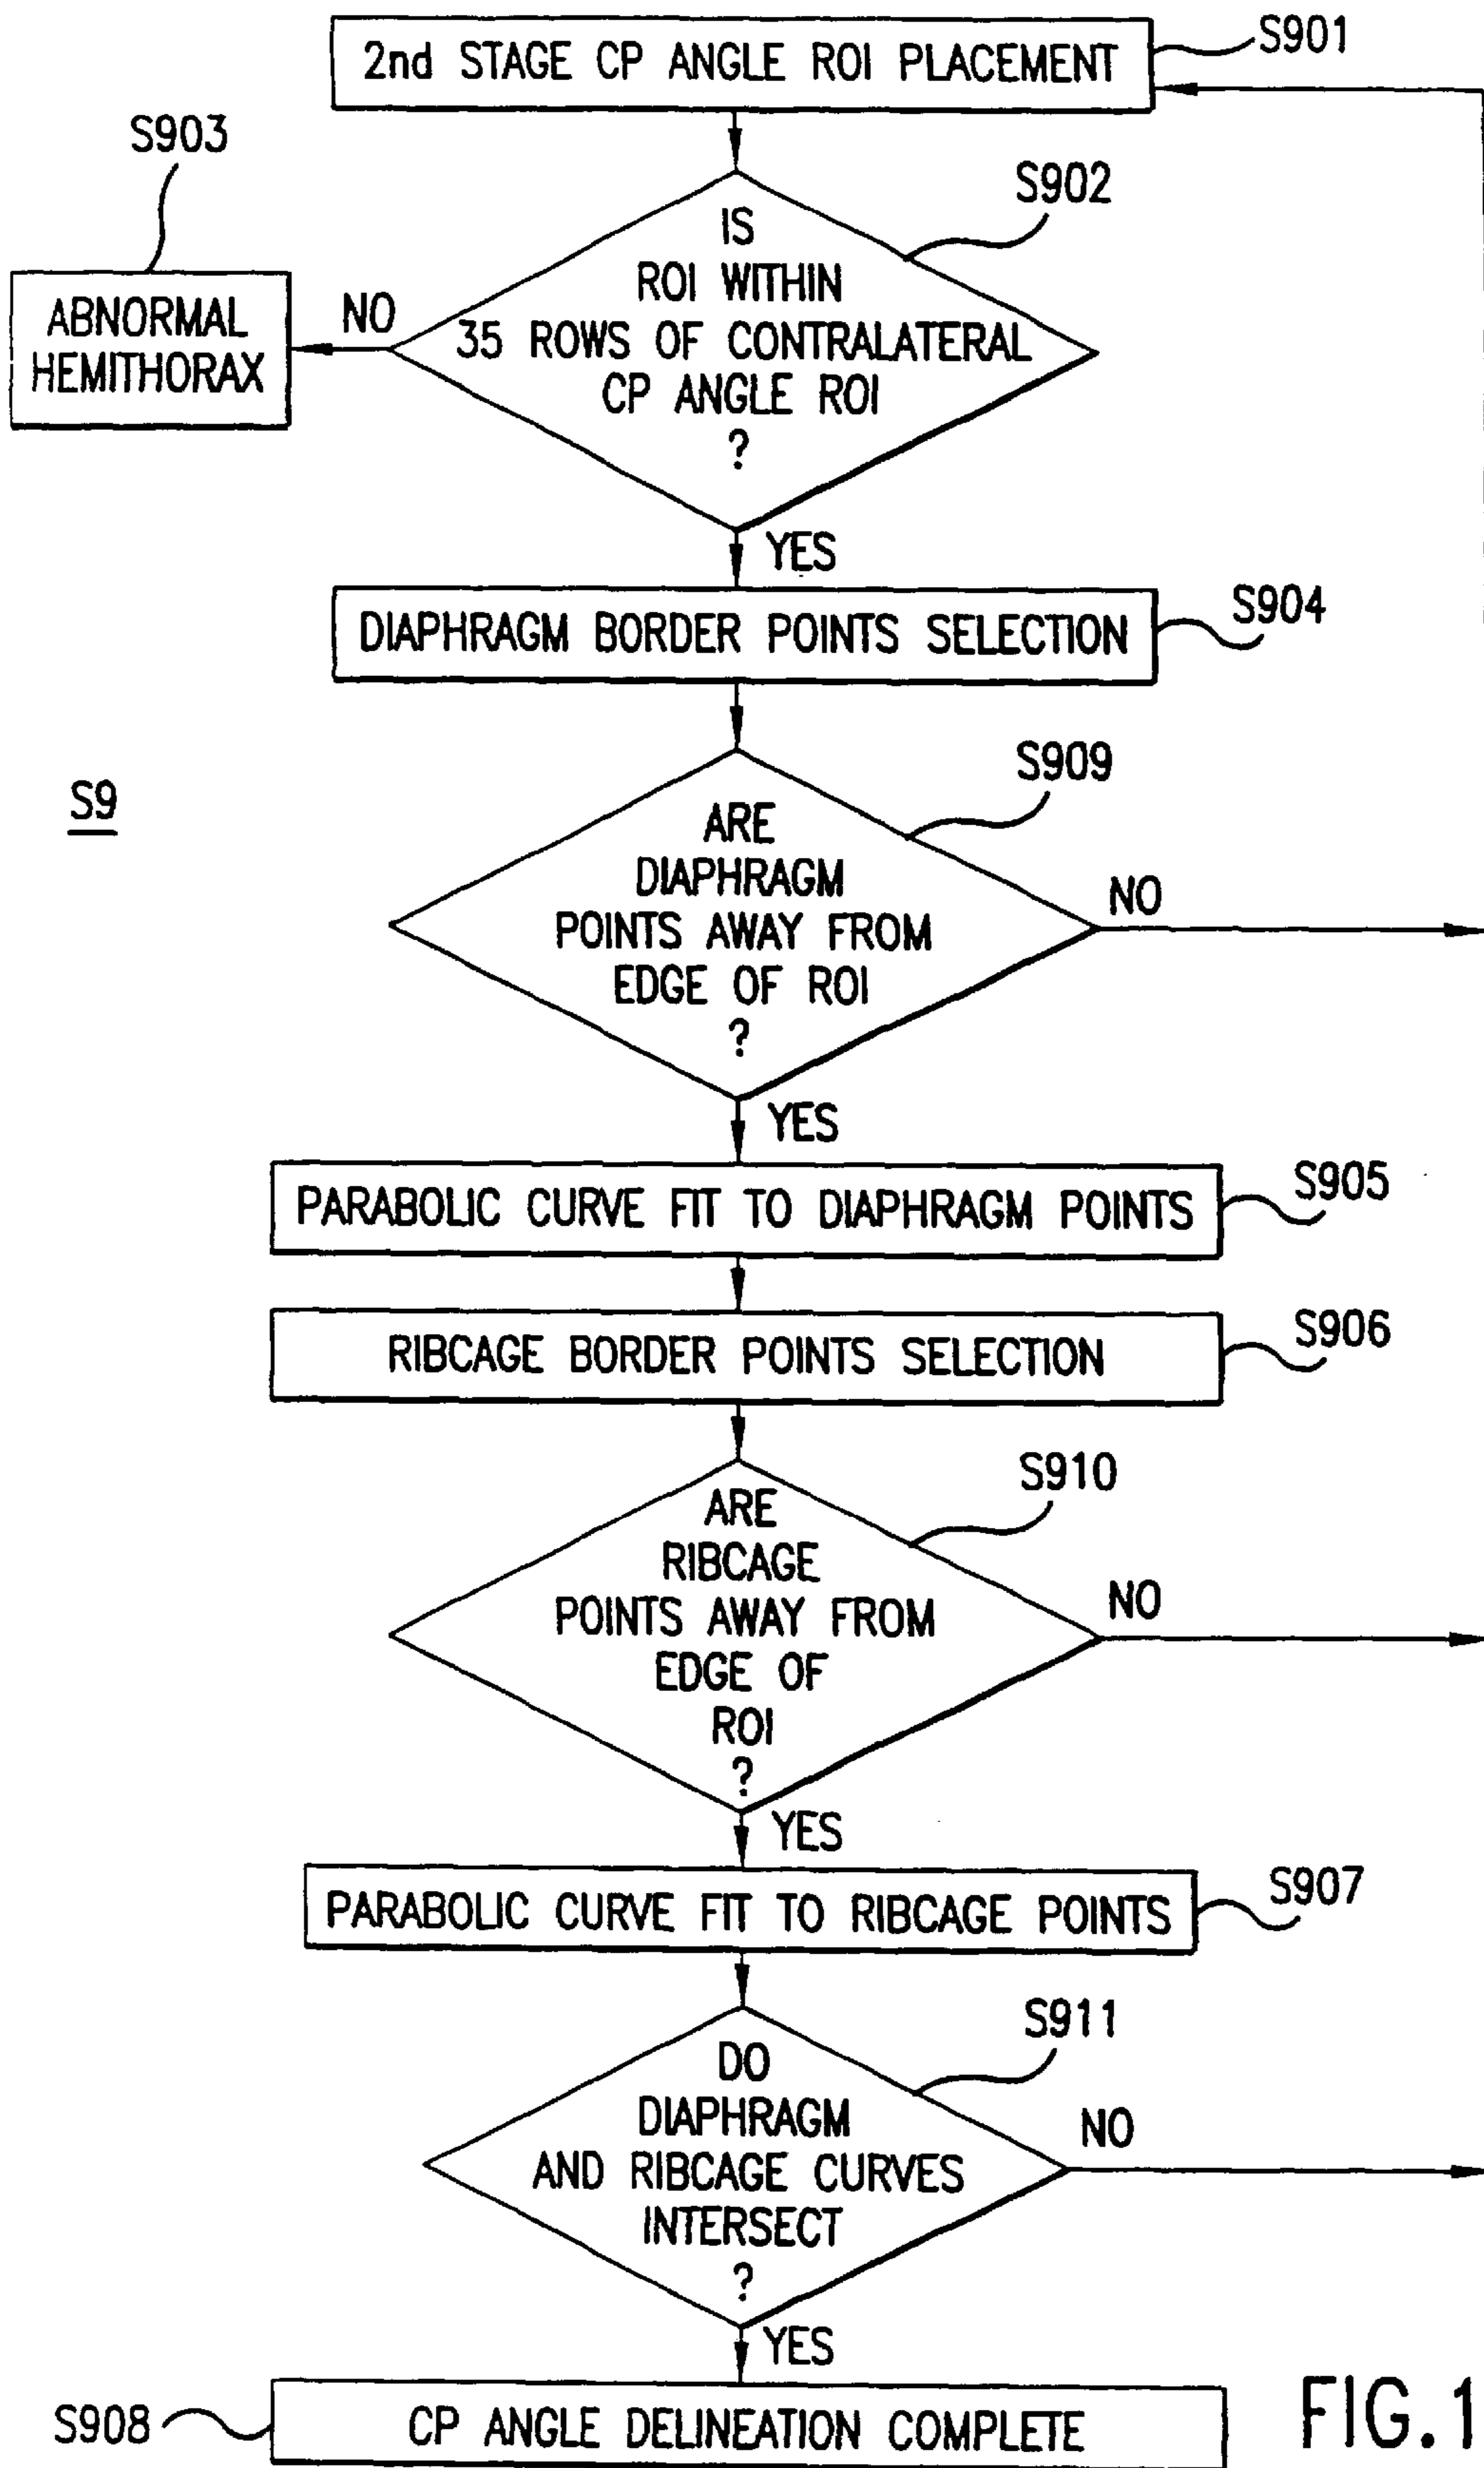 2nd STAGE CP ANGLE ROI PLACEMENT
S901
S903
S902
IS
ROI WITHIN
35 ROWS OF CONTRALATERAL
CP ANGLE ROI
?
NO
ABNORMAL
HEMITHORAX
YES
DIAPHRAGM BORDER POINTS SELECTION
S904
S9
S909
ARE
DIAPHRAGM
POINTS AWAY FROM
EDGE OF ROI
?
NO
YES
PARABOLIC CURVE FIT TO DIAPHRAGM POINTS
S905
RIBCAGE BORDER POINTS SELECTION
S906
S910
ARE
RIBCAGE
POINTS AWAY FROM
EDGE OF
ROI
?
NO
YES
PARABOLIC CURVE FIT TO RIBCAGE POINTS
S907
S911
DO
DIAPHRAGM
AND RIBCAGE CURVES
INTERSECT
?
NO
YES
S908
CP ANGLE DELINEATION COMPLETE
FIG.1